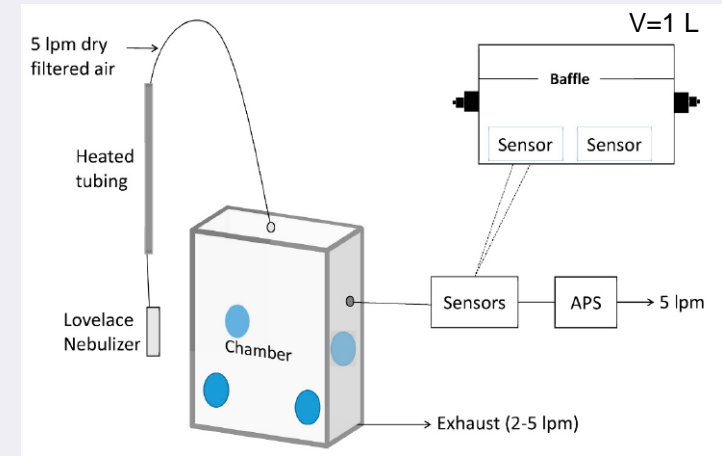 V=1 L
5 lpm dry
filtered air
Baffle
Sensor
Sensor
Heated
tubing
Sensors
APS
5 lpm
Lovelace
Nebulizer
Chamber
Exhaust (2-5 lpm)